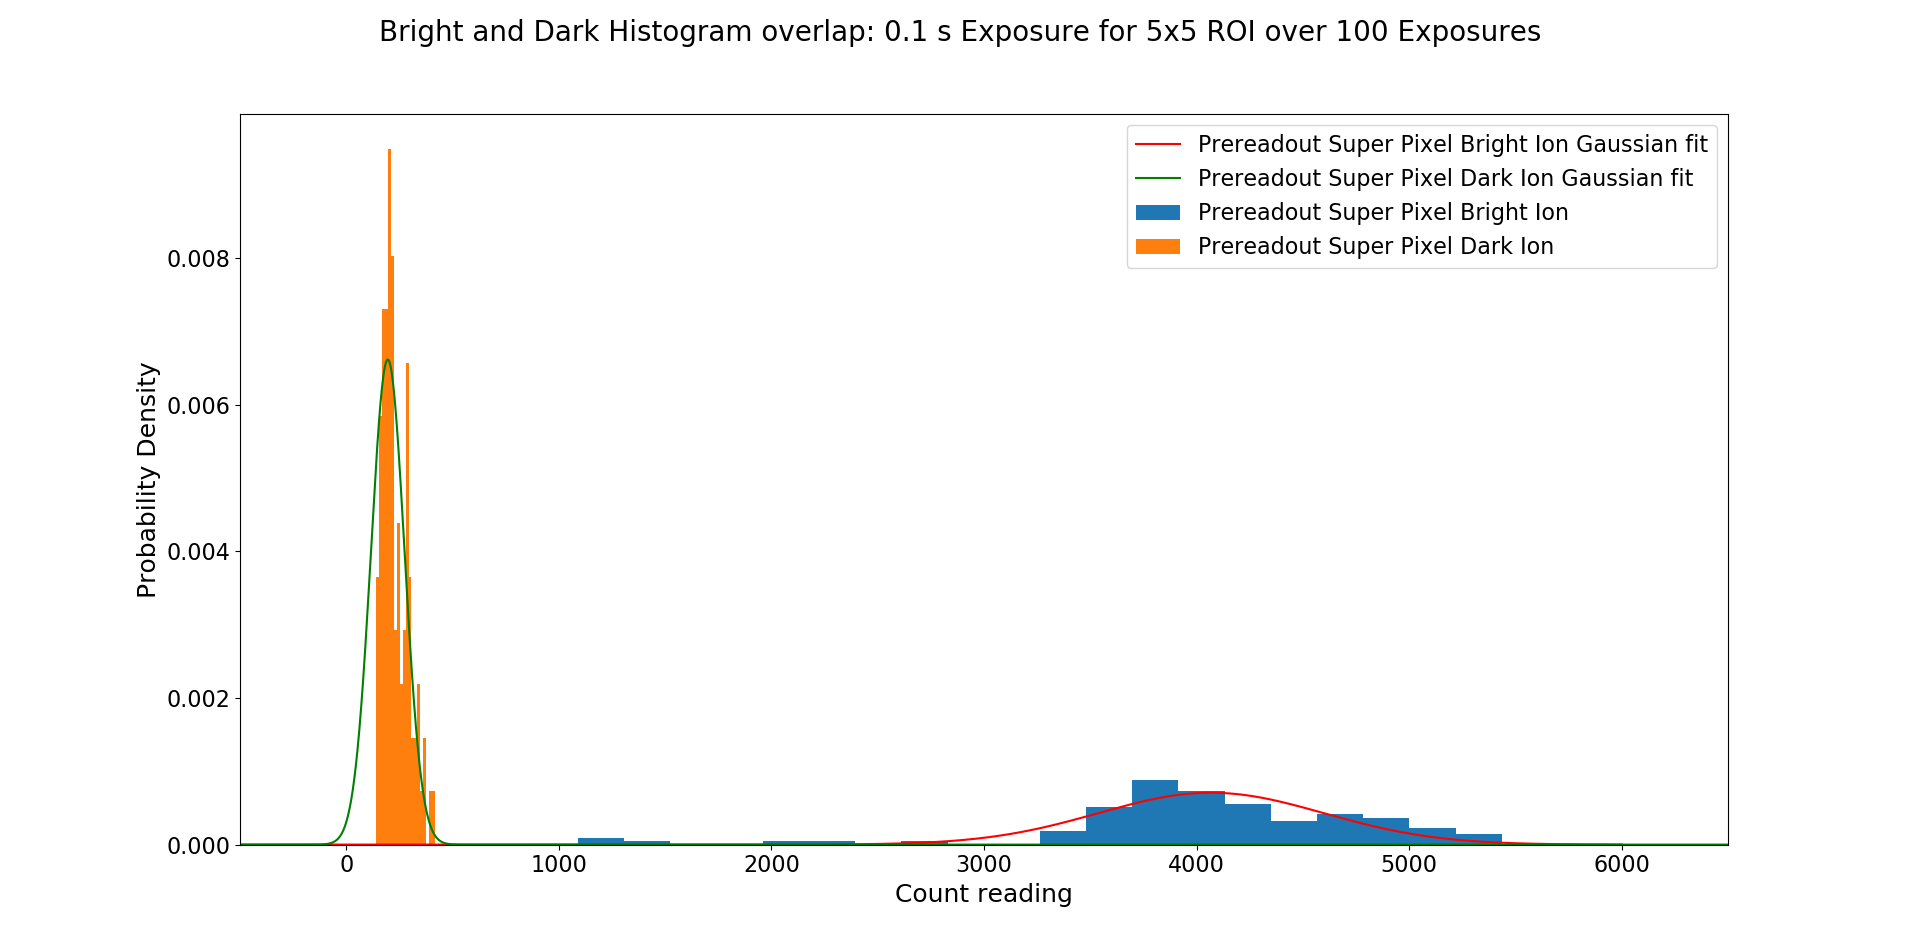 Bright and Dark Histogram overlap: 0.1 s Exposure for 5x5 ROI over 100 Exposures
Prereadout Super Pixel Bright Ion Gaussian fit
Prereadout Super Pixel Dark Ion Gaussian fit
Prereadout Super Pixel Bright Ion
Prereadout Super Pixel Dark Ion
Probability Density
0.008
0.006
0.004
0.002
0.000
0 1000 2000 3000 4000 5000 6000
Count reading